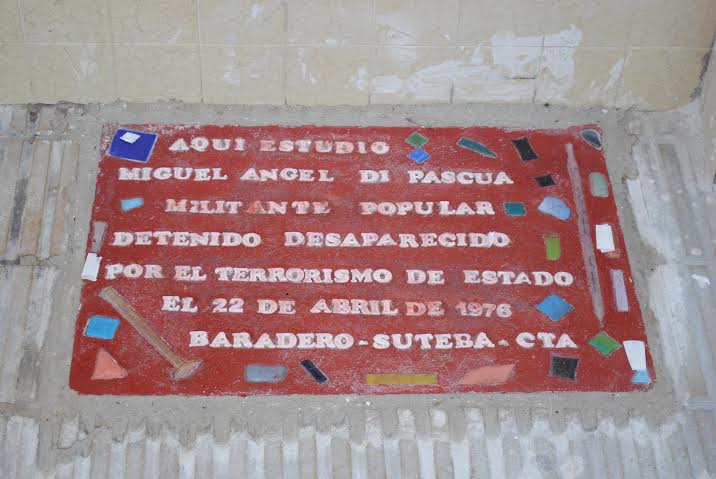 AQUI ESTUDIO
MIGUEL ANGEL DI PASCUA
MILITANTE POPULAR
DETENIDO DESAPARECIDO
POR EL TERRORISMO DE ESTADO
EL 22 DE ABRIL DE 1976
BARADERO-SUTEBA-CTA